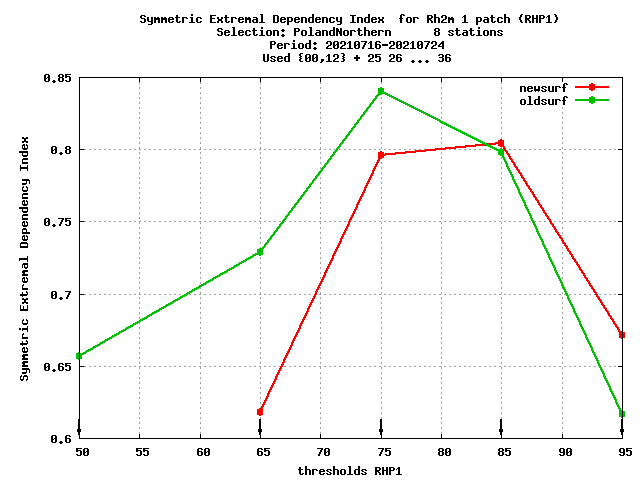 Symmetric Extremal Dependency Index  for Rh2m 1 patch (RHP1)
Selection: PolandNorthern      8 stations
Period: 20210716-20210724
Used {00,12} + 25 26 ... 36
newsurf
oldsurf
Symmetric Extremal Dependency Index
0.85
0.8
0.75
0.7
0.65
0.6
50 55 60 65 70 75 80 85 90 95
thresholds RHP1